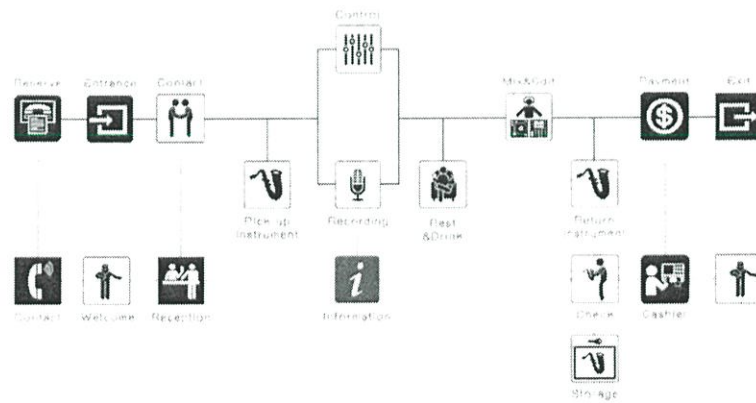 Control
Reserve
Entrance
Contact
Mix&Edit
Payment
Exit
Pick up
Instrument
Recording
Rest
&Drink
Return
Instrument
Contact
Welcome
Reception
Information
Check
Cashier
Storage